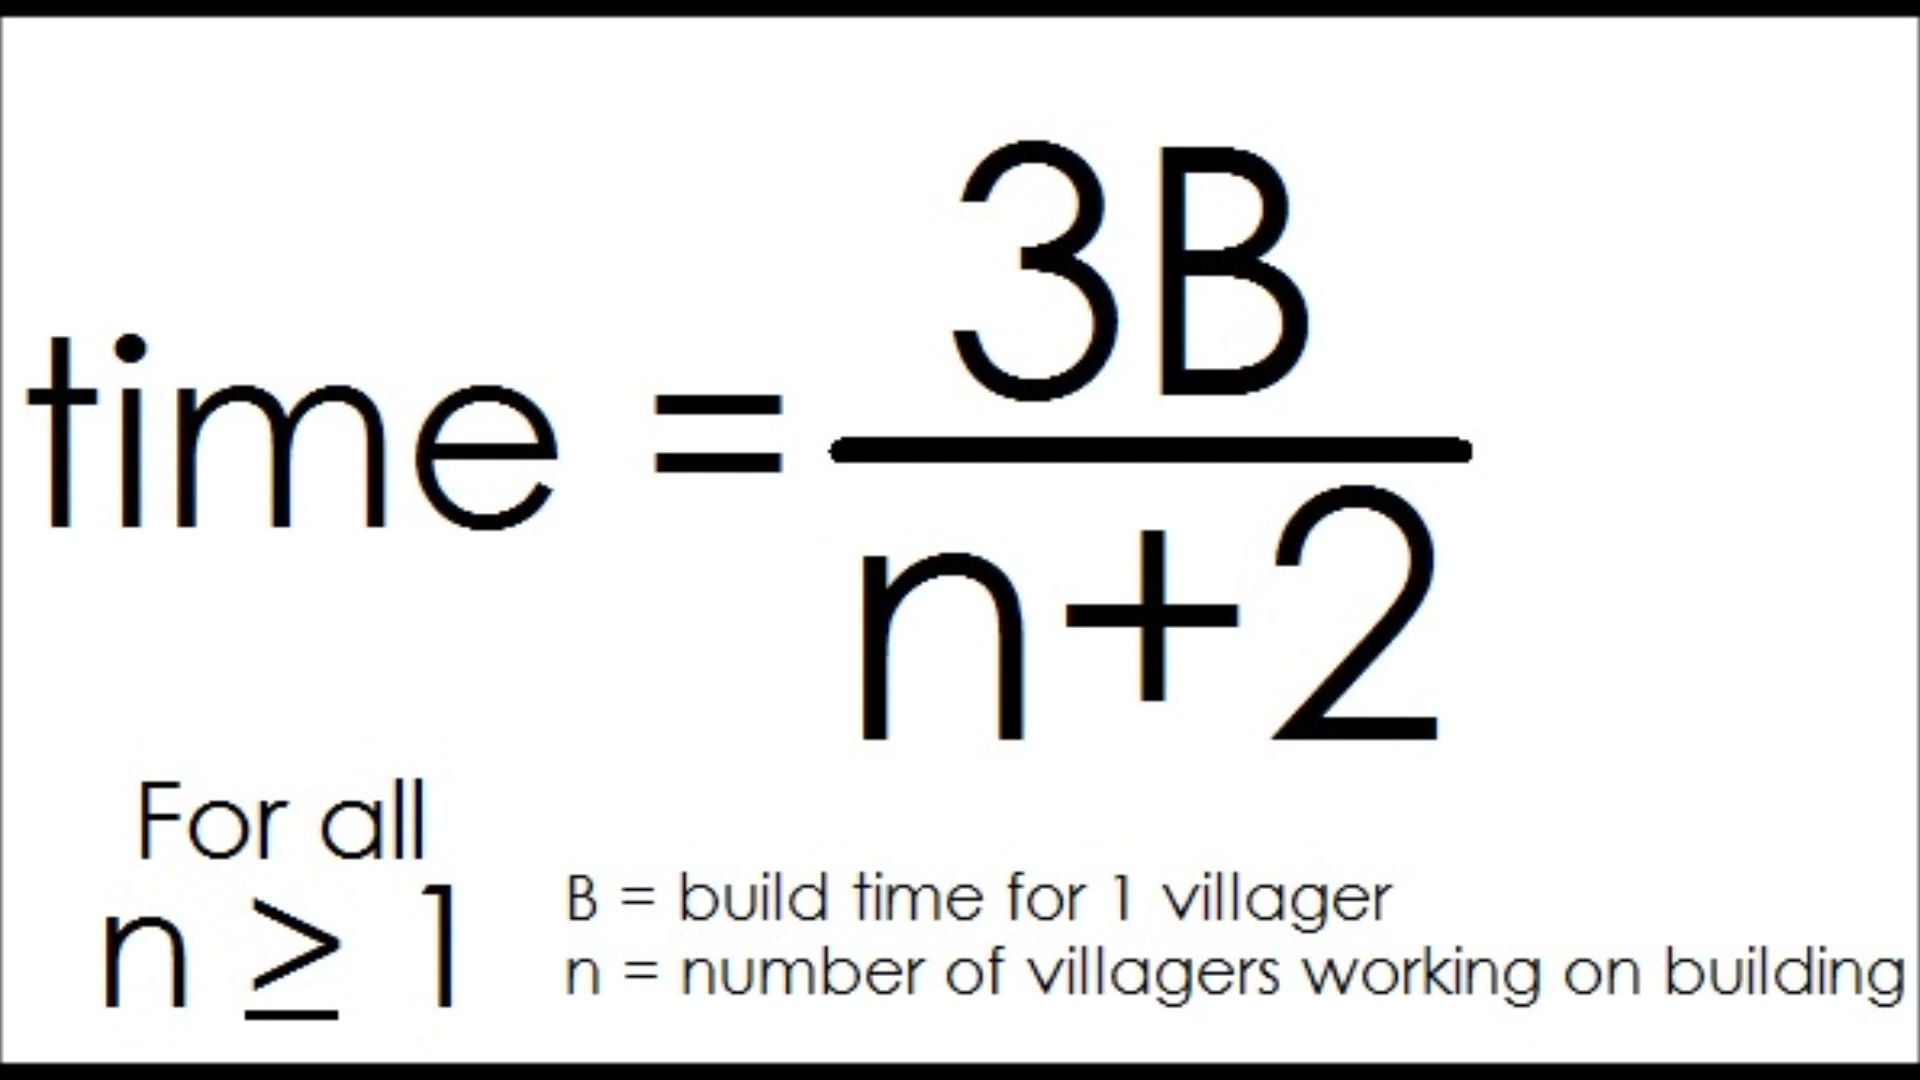 time = 3B
n+2
For all
n ≥ 1
B = build time for 1 villager
n = number of villagers working on building